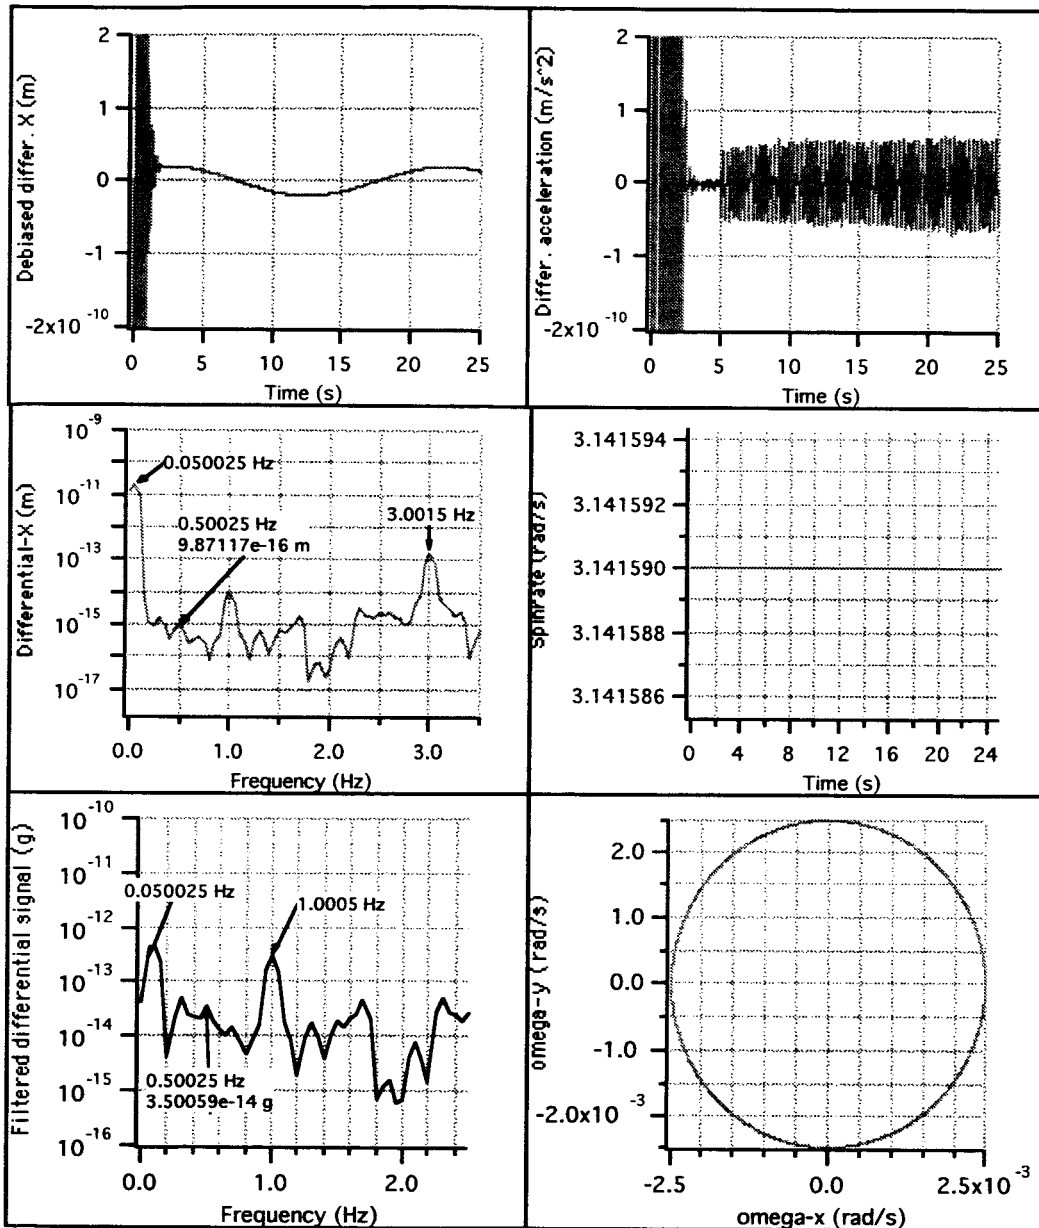 Debiased differ. X (m)
2
1
0
-1
-2x10 -10
0 5 10 15 20 25
Time (s)
Differ. acceleration (m/s^2)
2
1
0
-1
-2x10 -10
0 5 10 15 20 25
Time (s)
Differential-X (m)
10 -9
10 -11
10 -13
10 -15
10 -17
0.050025 Hz
0.50025 Hz
9.87117e-16 m
3.0015 Hz
0.0 1.0 2.0 3.0
Frequency (Hz)
Spinrate (rad/s)
3.141594
3.141592
3.141590
3.141588
3.141586
0 4 8 12 16 20 24
Time (s)
Filtered differential signal (g)
10 -10
10 -11
10 -12
10 -13
10 -14
10 -15
10 -16
0.050025 Hz
1.0005 Hz
0.50025 Hz
3.50059e-14 g
0.0 1.0 2.0
Frequency (Hz)
omega-y (rad/s)
2.0
1.0
0.0
-1.0
-2.0x10 -3
-2.5 0.0 2.5x10 -3
omega-x (rad/s)